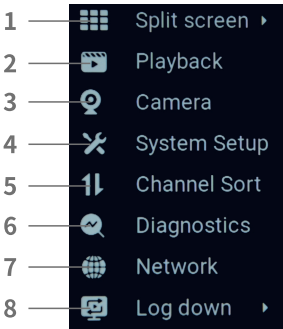 1 Split screen
2 Playback
3 Camera
4 System Setup
5 Channel Sort
6 Diagnostics
7 Network
8 Log down